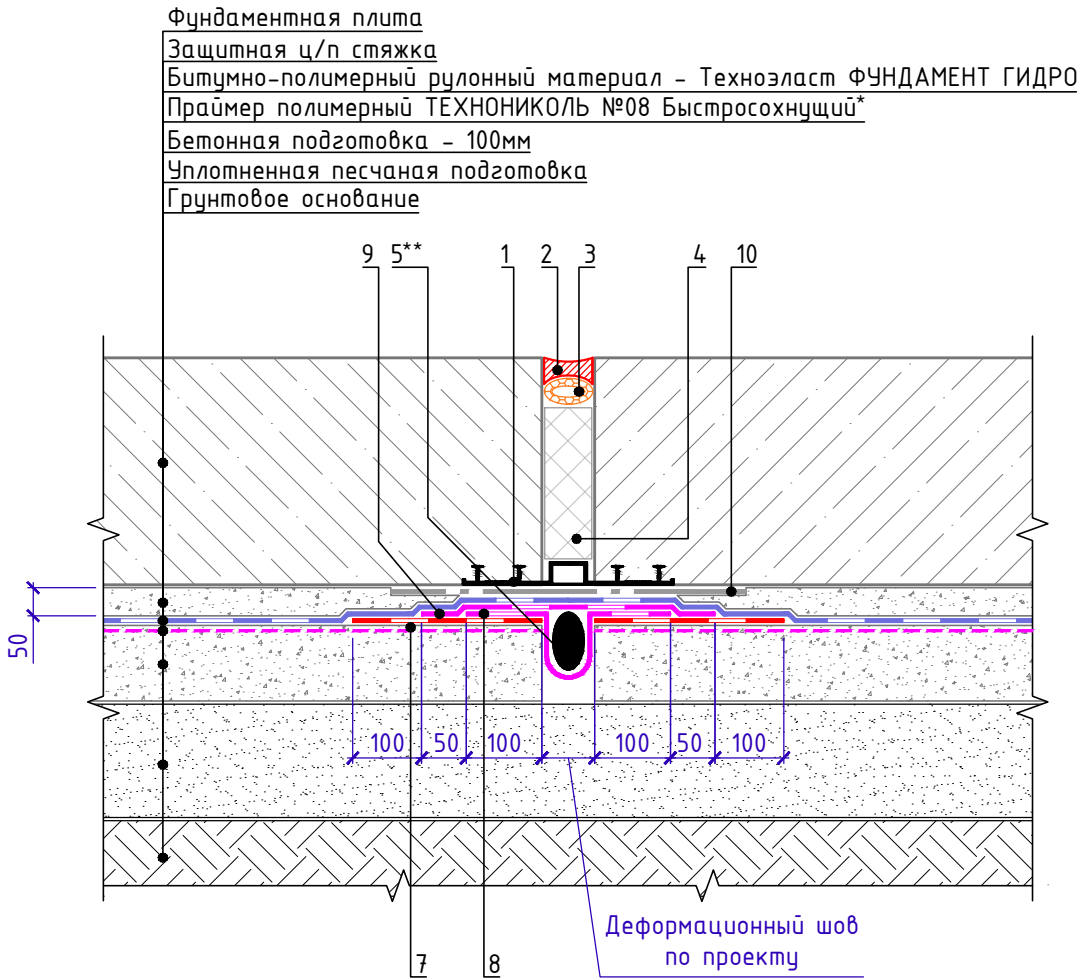 Фундаментная плита
Защитная ц/п стяжка
Битумно-полимерный рулонный материал - Техноэласт ФУНДАМЕНТ ГИДРО
Праймер полимерный ТЕХНОНИКОЛЬ №08 Быстросохнущий*
Бетонная подготовка - 100мм
Уплотненная песчаная подготовка
Грунтовое основание
9 5** 1 2 3 4 10
50
100 50 100 100 50 100
Деформационный шов
по проекту
7 8